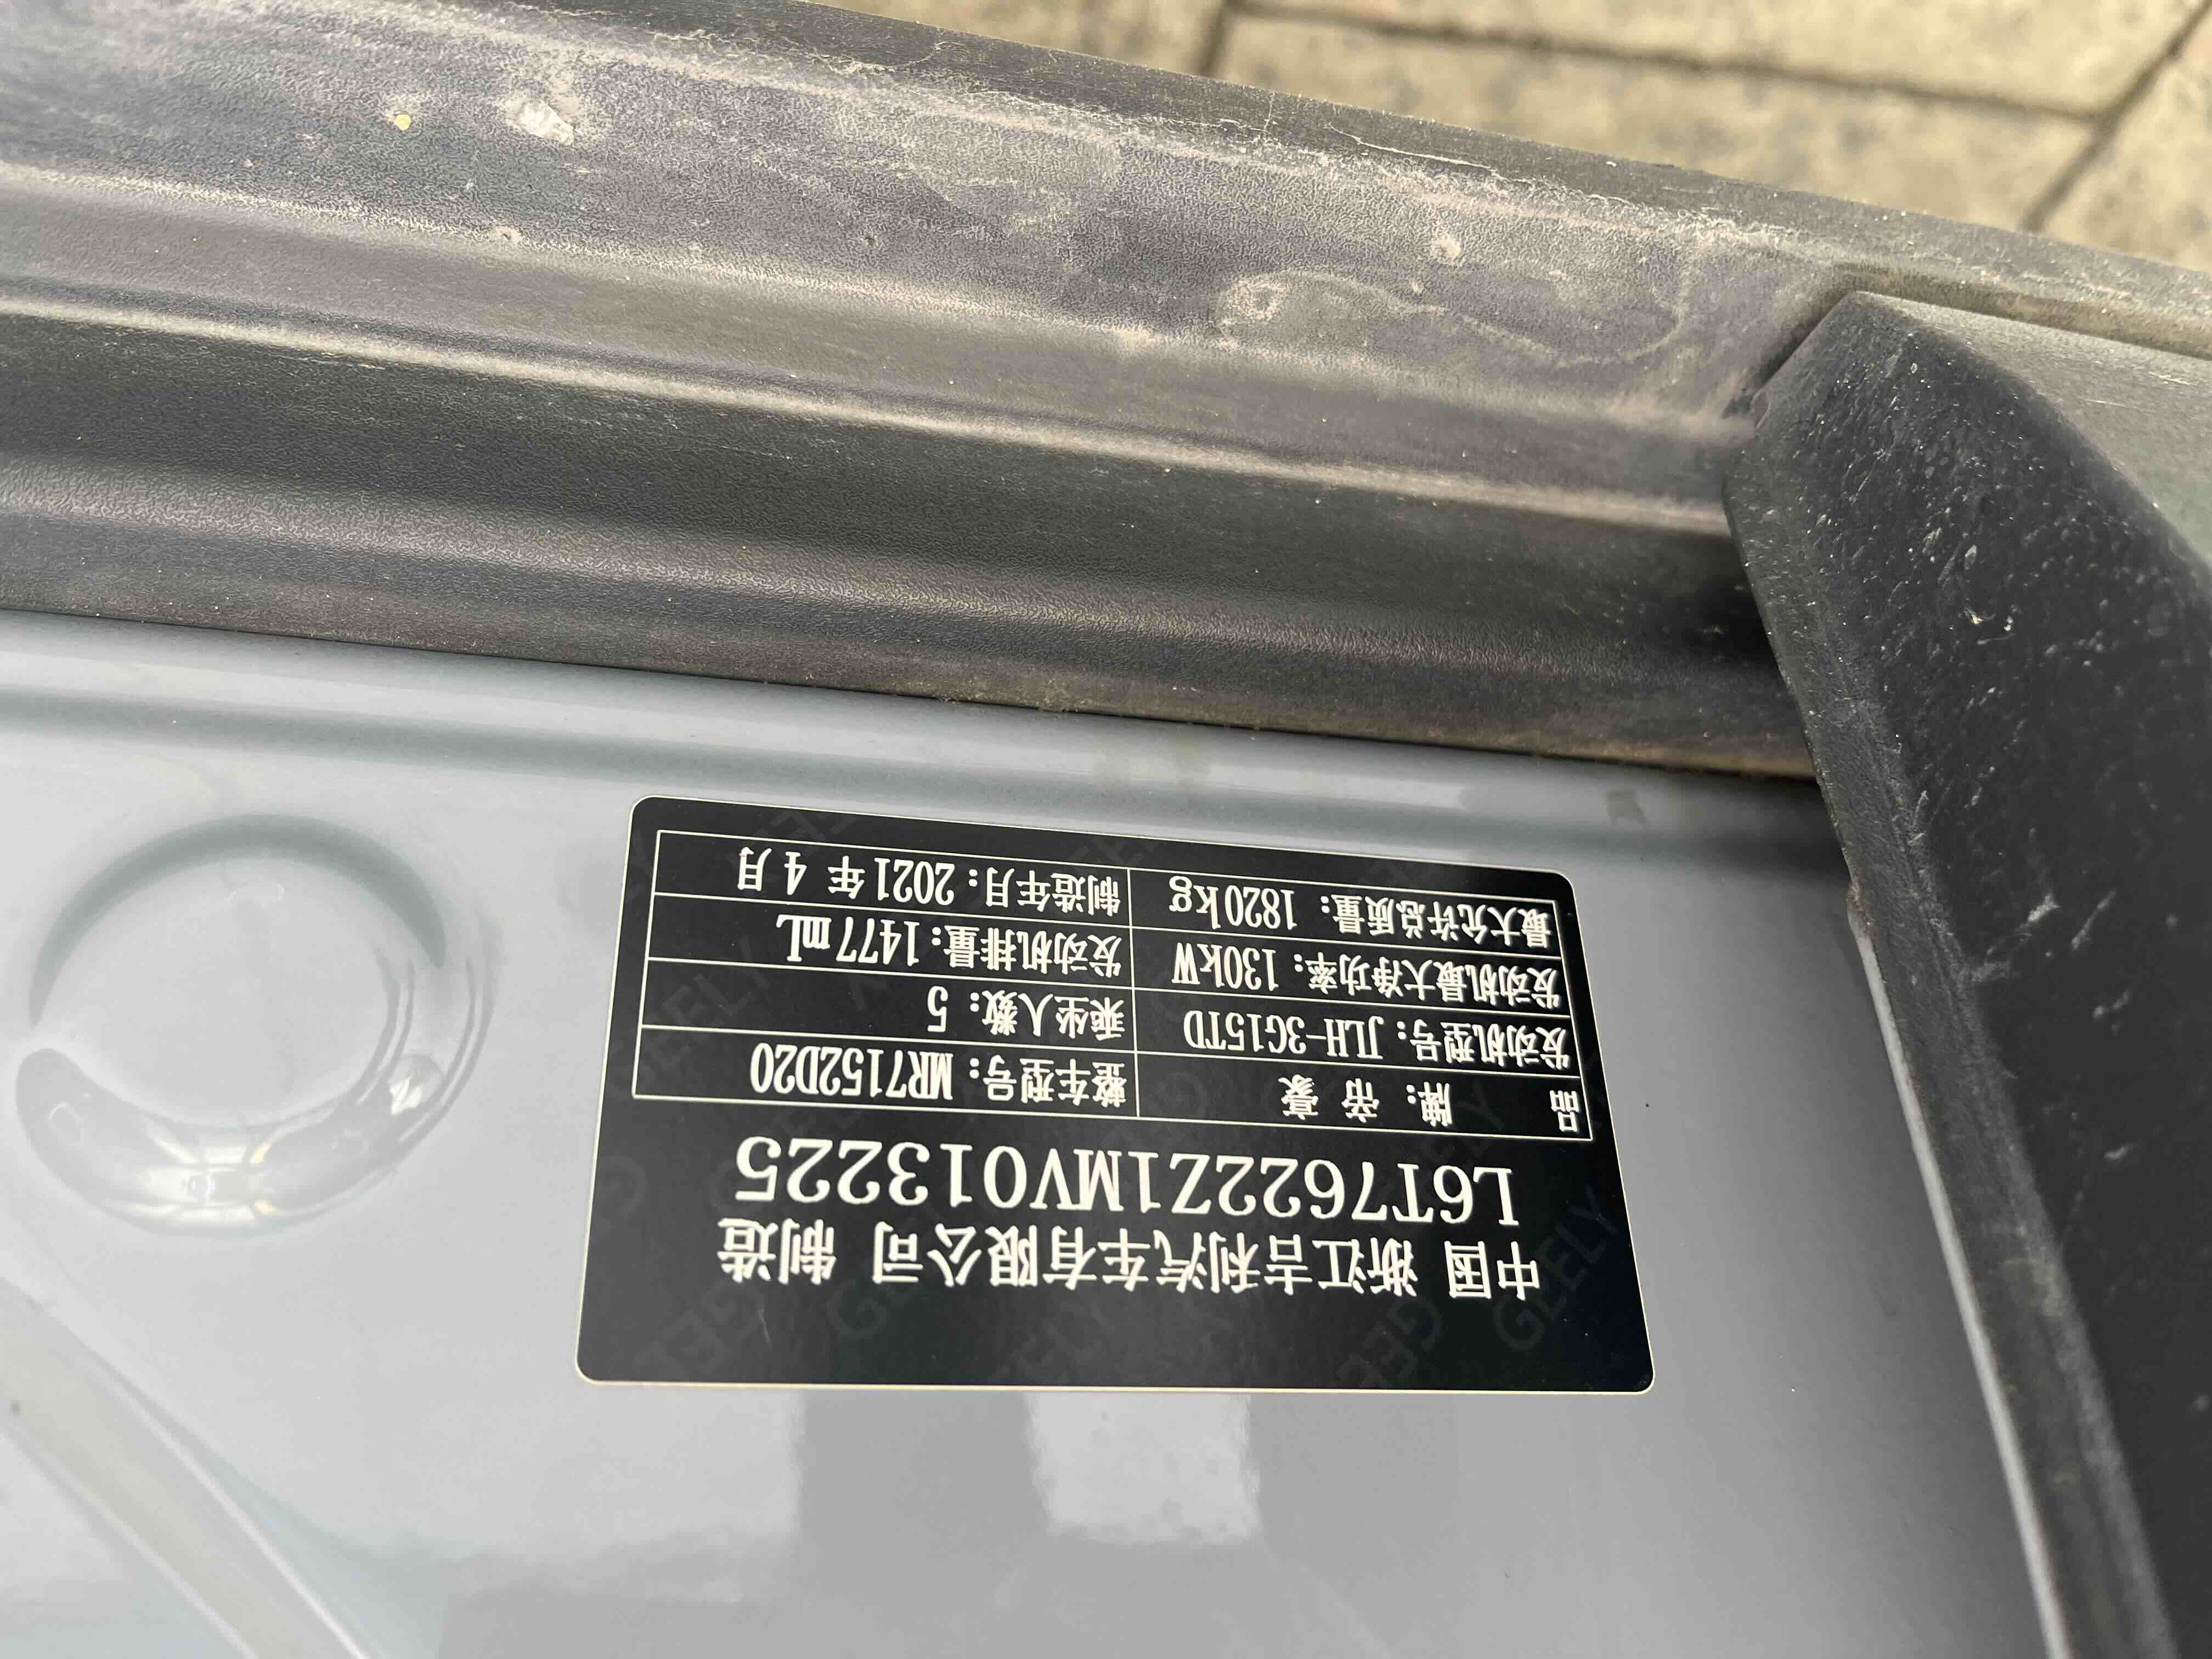 中国 浙江吉利汽车有限公司 制造
L6T7622Z1MV013225
品 牌：帝 豪 整车型号：MR7152D20
发动机型号：JLH-3G15TD 乘坐人数：5
发动机最大净功率：130kW 发动机排量：1477mL
最大允许总质量：1820kg 制造年月：2021年 4月
GEELY